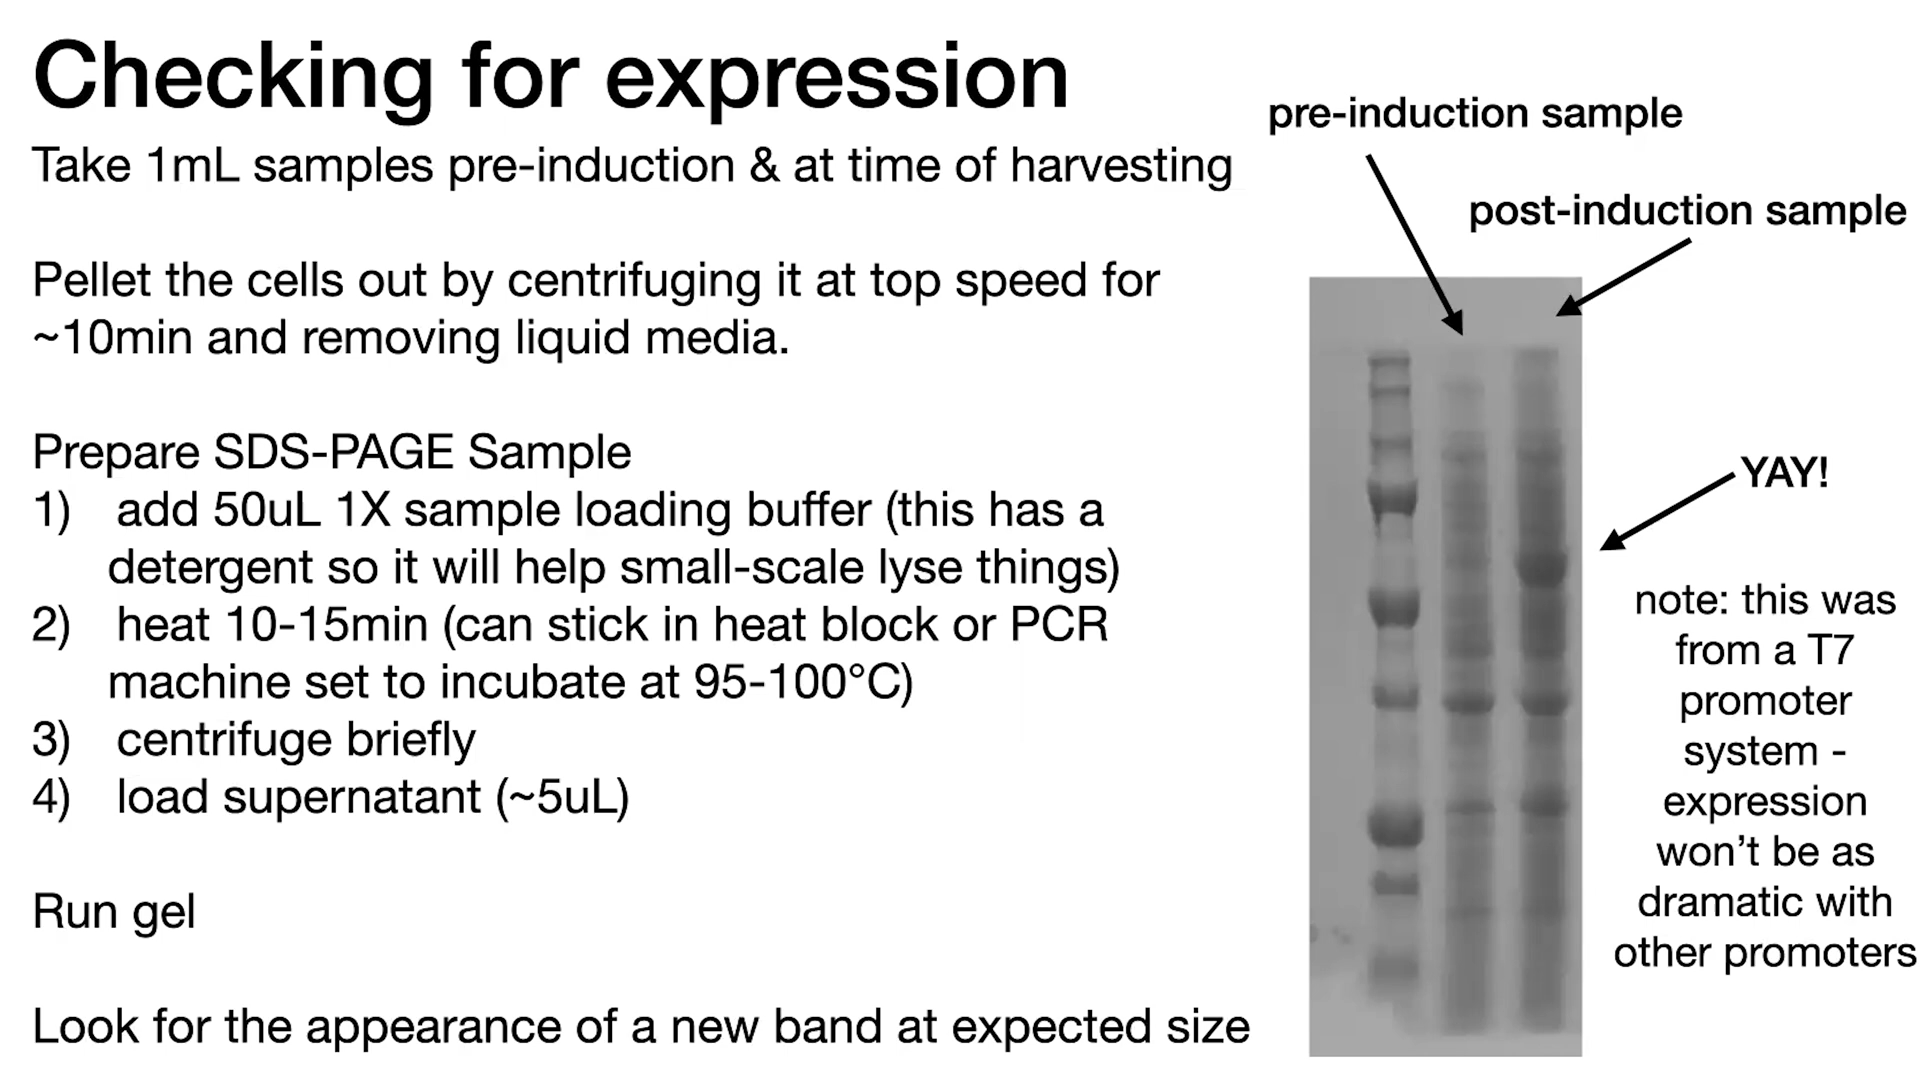 Checking for expression
Take 1mL samples pre-induction & at time of harvesting
Pellet the cells out by centrifuging it at top speed for
~10min and removing liquid media.
Prepare SDS-PAGE Sample
1) add 50uL 1X sample loading buffer (this has a
detergent so it will help small-scale lyse things)
2) heat 10-15min (can stick in heat block or PCR
machine set to incubate at 95-100°C)
3) centrifuge briefly
4) load supernatant (~5uL)
Run gel
Look for the appearance of a new band at expected size
pre-induction sample
post-induction sample
YAY!
note: this was
from a T7
promoter
system -
expression
won’t be as
dramatic with
other promoters